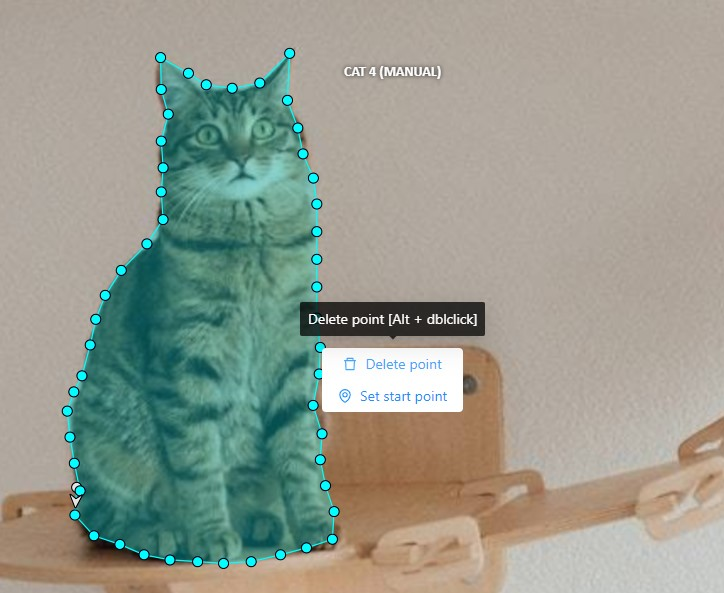 CAT 4 (MANUAL)
Delete point [Alt + dblclick]
Delete point
Set start point